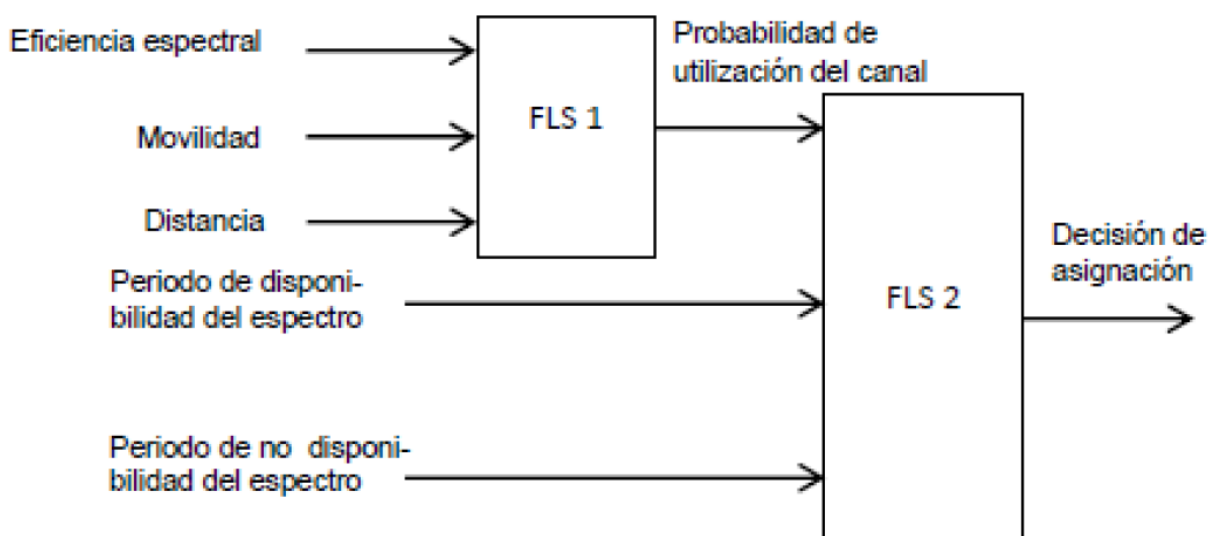 Eficiencia espectral
Movilidad
Distancia
Periodo de disponi-
bilidad del espectro
Periodo de no  disponi-
bilidad del espectro
FLS 1
Probabilidad de
utilización del canal
FLS 2
Decisión de
asignación